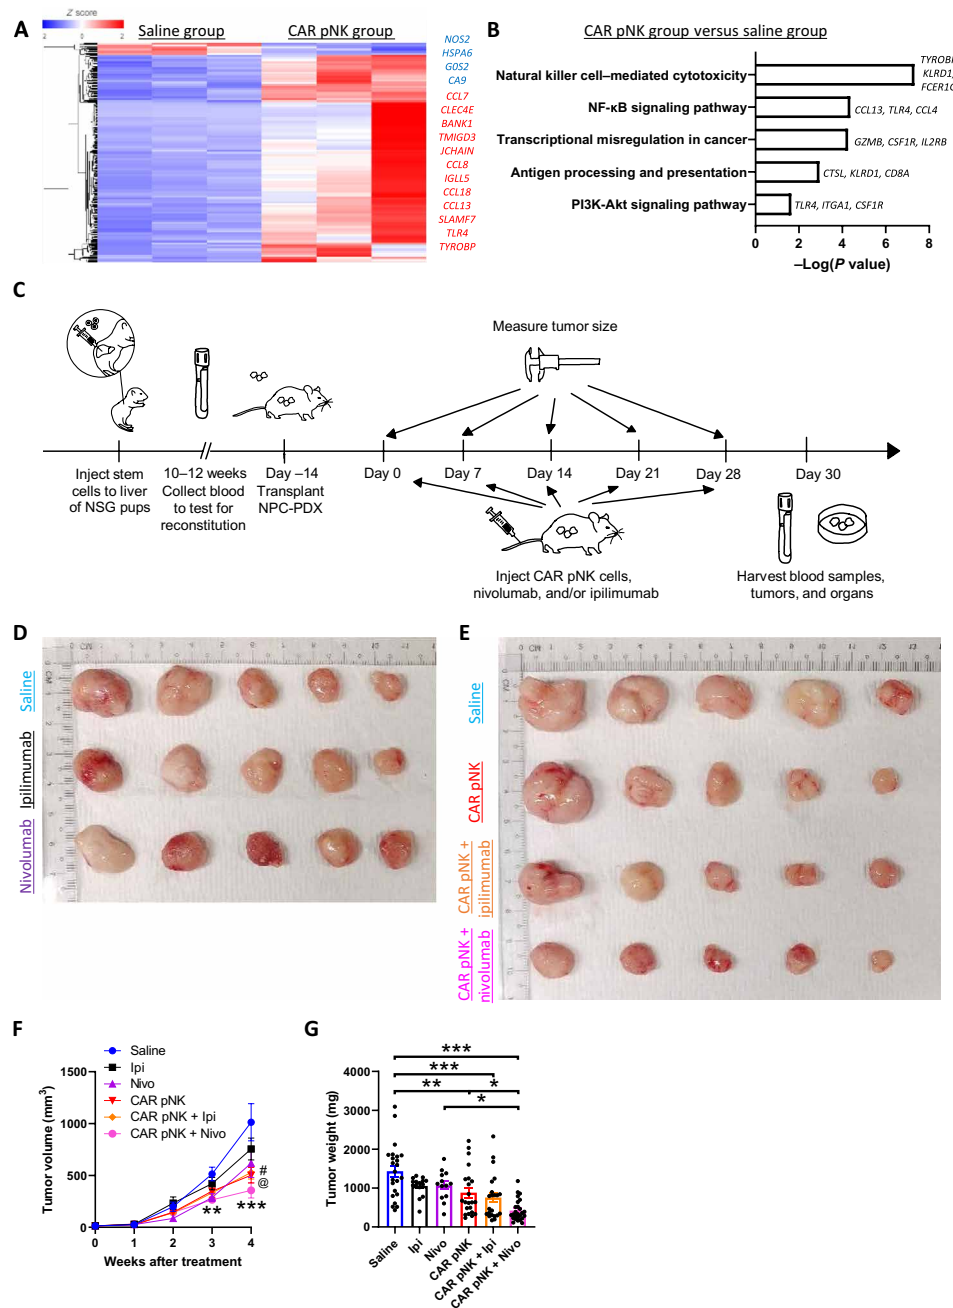 A
Z score
-2 0 2
Saline group
CAR pNK group
NOS2
HSPA6
G0S2
CA9
CCL7
CLEC4E
BANK1
TMIGD3
JCHAIN
CCL8
IGLL5
CCL18
CCL13
SLAMF7
TLR4
TYROBP
B
CAR pNK group versus saline group
Natural killer cell–mediated cytotoxicity
TYROBP
KLRD1,
FCER1G
NF-κB signaling pathway
CCL13, TLR4, CCL4
Transcriptional misregulation in cancer
GZMB, CSF1R, IL2RB
Antigen processing and presentation
CTSL, KLRD1, CD8A
PI3K-Akt signaling pathway
TLR4, ITGA1, CSF1R
0 2 4 6 8
–Log(P value)
C
Measure tumor size
Inject stem
cells to liver
of NSG pups
10–12 weeks
Collect blood
to test for
reconstitution
Day –14
Transplant
NPC-PDX
Day 0
Day 7
Day 14
Day 21
Day 28
Day 30
Inject CAR pNK cells,
nivolumab, and/or ipilimumab
Harvest blood samples,
tumors, and organs
D
Saline
Ipilimumab
Nivolumab
E
Saline
CAR pNK
CAR pNK +
ipilimumab
CAR pNK +
nivolumab
F
Saline
Ipi
Nivo
CAR pNK
CAR pNK + Ipi
CAR pNK + Nivo
Tumor volume (mm3)
1500
1000
500
0
#
@
**
***
0 1 2 3 4
Weeks after treatment
G
***
***
**
*
*
Tumor weight (mg)
4000
3000
2000
1000
0
Saline
Ipi
Nivo
CAR pNK
CAR pNK + Ipi
CAR pNK + Nivo